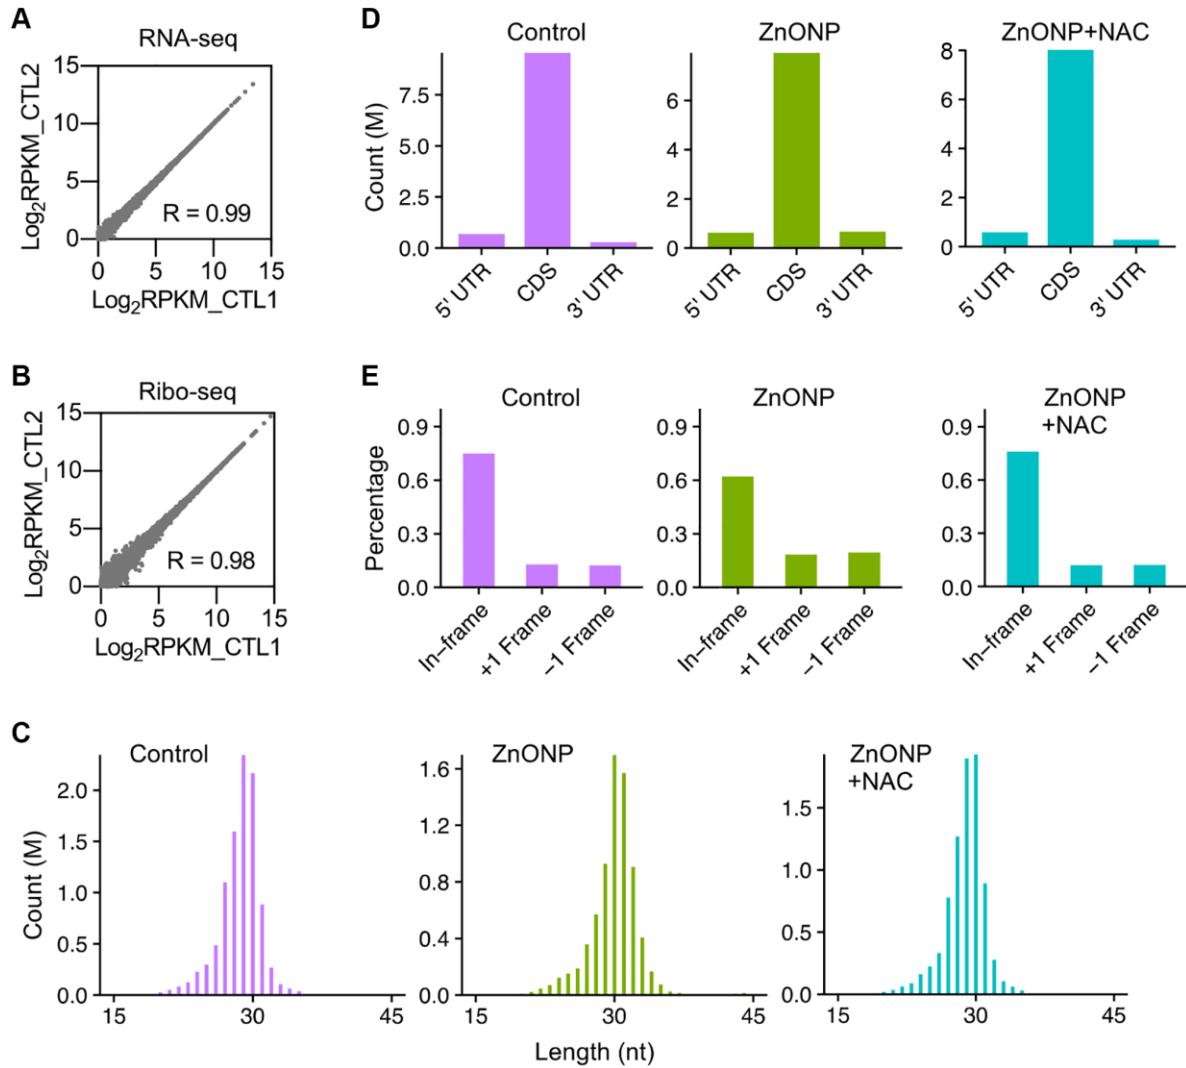 A
RNA-seq
Log2RPKM_CTL2
15
10
5
0
R = 0.99
0 5 10 15
Log2RPKM_CTL1
B
Ribo-seq
Log2RPKM_CTL2
15
10
5
0
R = 0.98
0 5 10 15
Log2RPKM_CTL1
D
Control
Count (M)
7.5
5.0
2.5
0.0
5' UTR CDS 3' UTR
ZnONP
6
4
2
0
5' UTR CDS 3' UTR
ZnONP+NAC
8
6
4
2
0
5' UTR CDS 3' UTR
E
Control
Percentage
0.9
0.6
0.3
0.0
In–frame +1 Frame –1 Frame
ZnONP
0.9
0.6
0.3
0.0
In–frame +1 Frame –1 Frame
ZnONP
+NAC
0.9
0.6
0.3
0.0
In–frame +1 Frame –1 Frame
C
Control
Count (M)
2.0
1.5
1.0
0.5
0.0
15 30 45
ZnONP
1.6
1.2
0.8
0.4
0.0
15 30 45
ZnONP
+NAC
1.5
1.0
0.5
0.0
15 30 45
Length (nt)